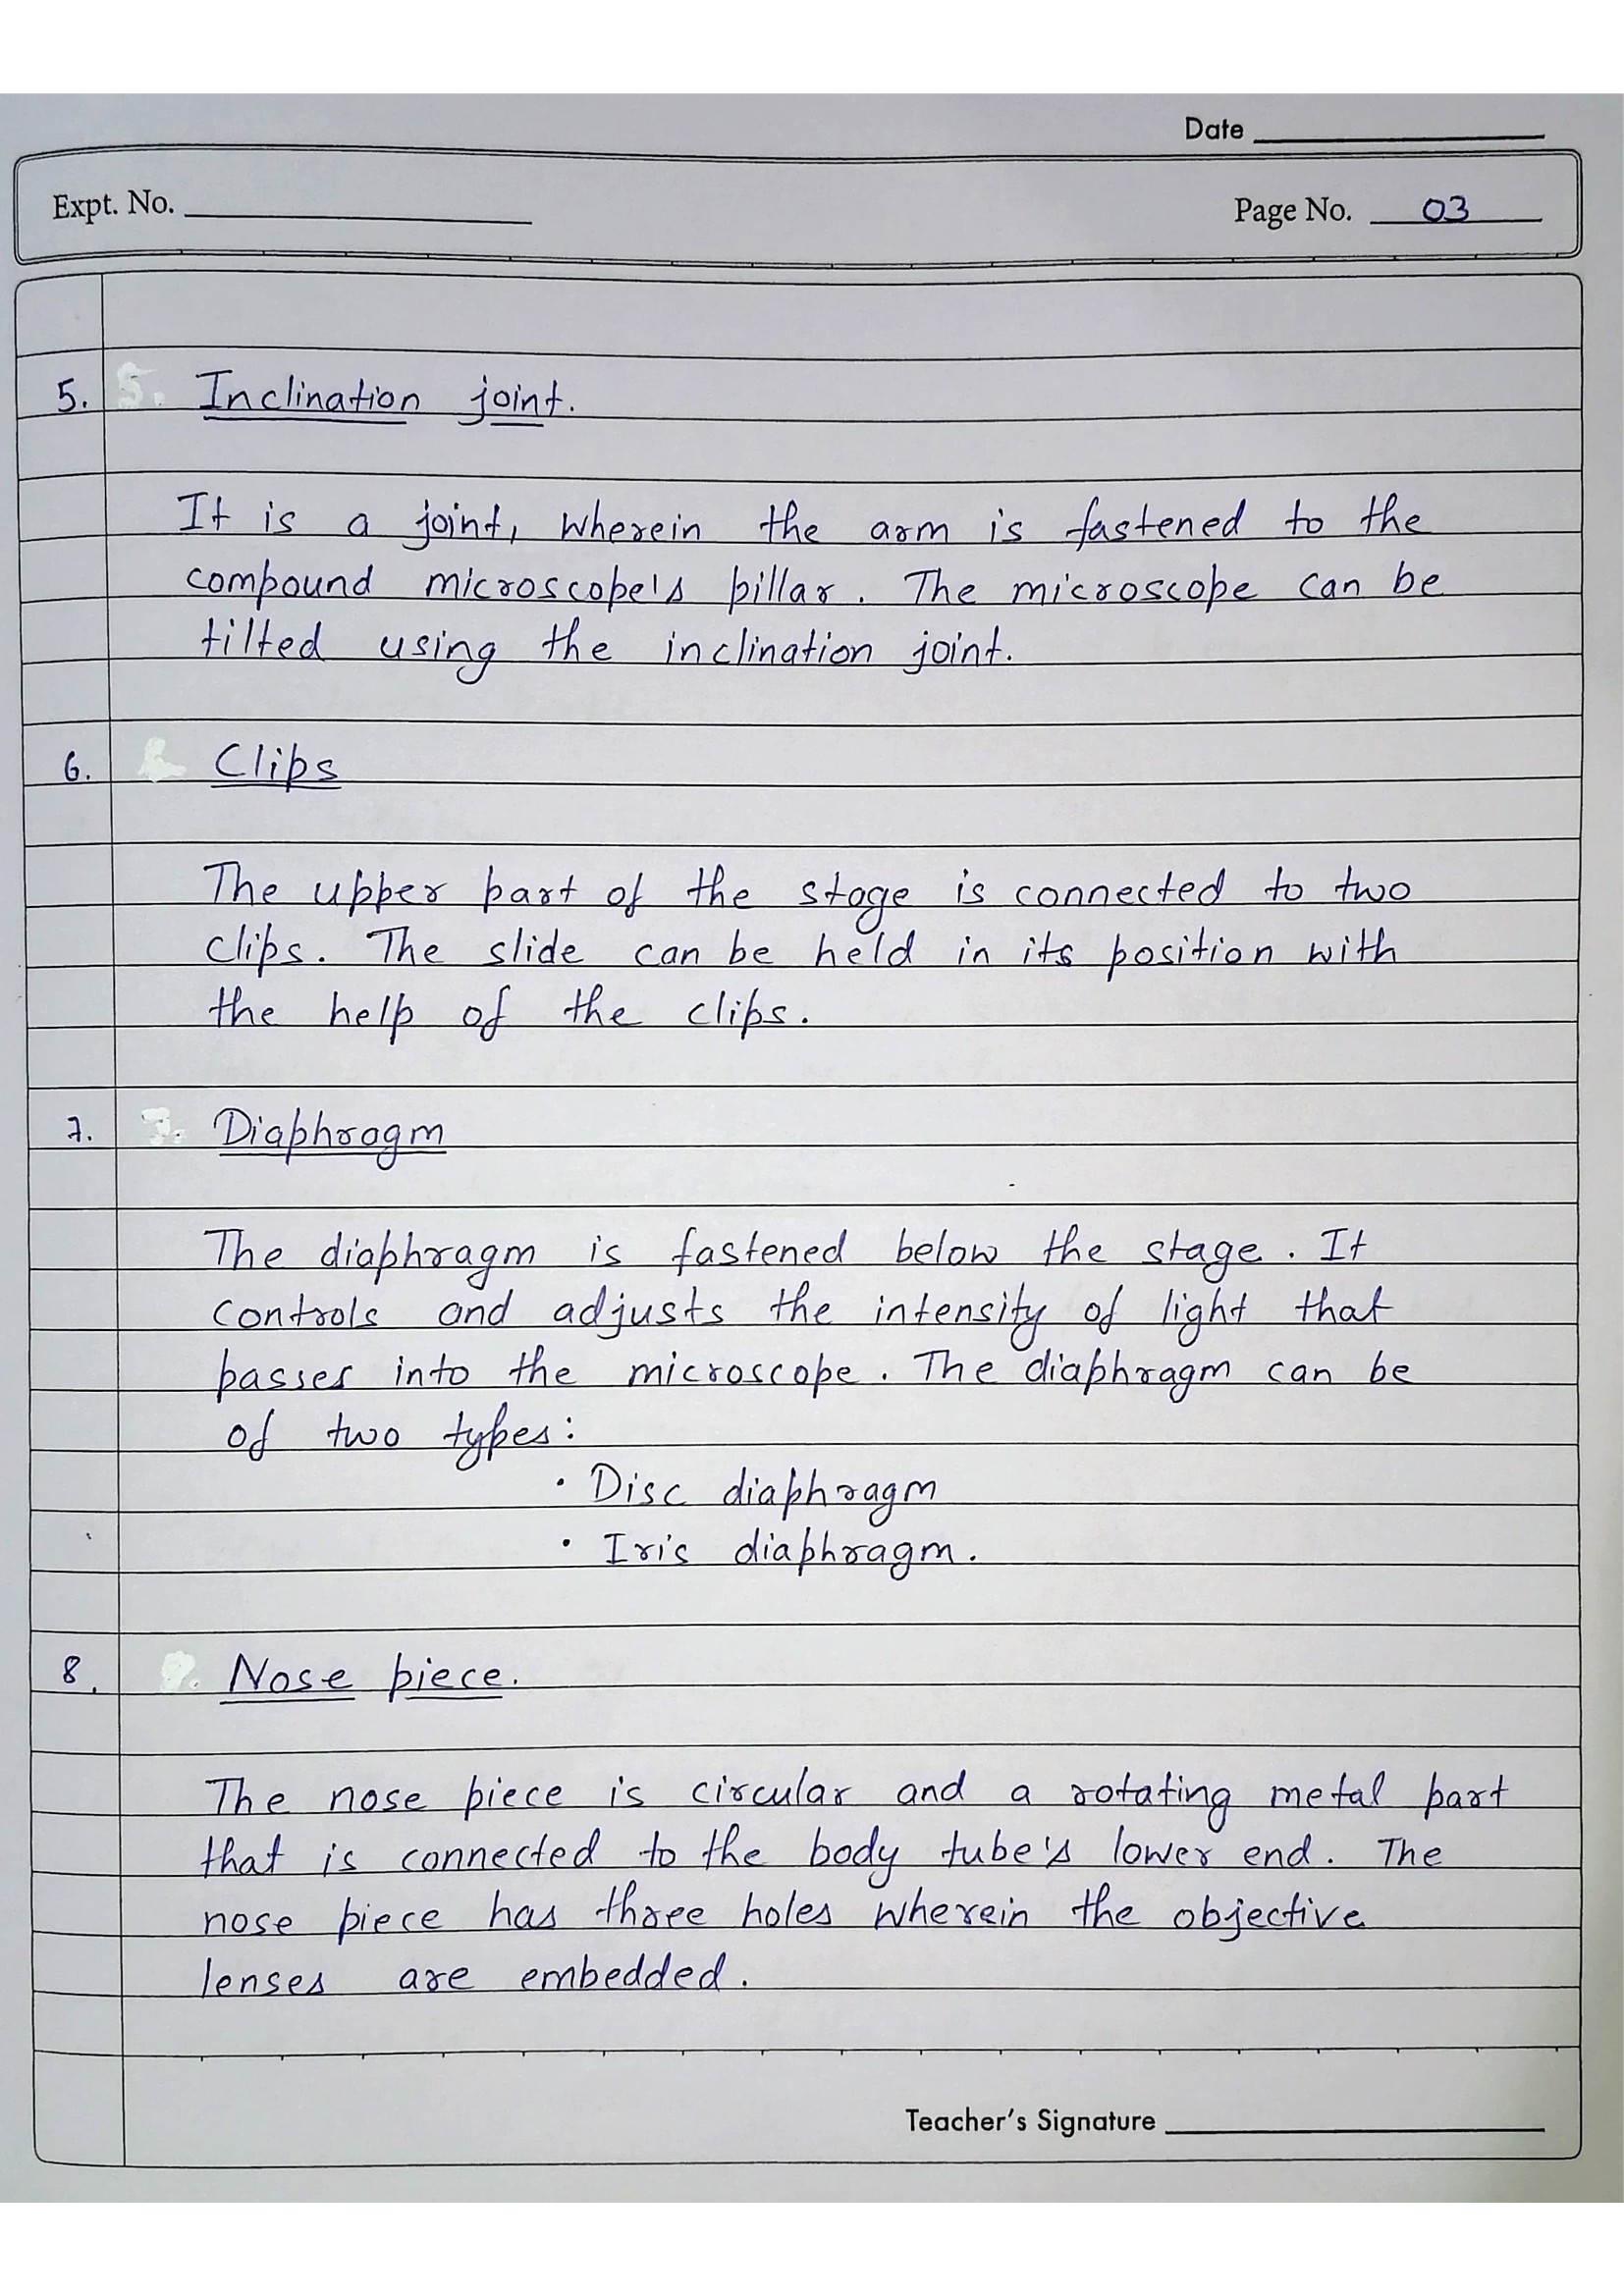 Date
Expt. No.
Page No. 03
5. Inclination joint.
It is a joint, wherein the arm is fastened to the
compound microscope's pillar. The microscope can be
tilted using the inclination joint.
6. Clips
The upper part of the stage is connected to two
clips. The slide can be held in its position with
the help of the clips.
7. Diaphragm
The diaphragm is fastened below the stage. It
controls and adjusts the intensity of light that
passes into the microscope. The diaphragm can be
of two types:
• Disc diaphragm
• Iris diaphragm.
8. Nose piece.
The nose piece is circular and a rotating metal part
that is connected to the body tube's lower end. The
nose piece has three holes wherein the objective
lenses are embedded.
Teacher's Signature